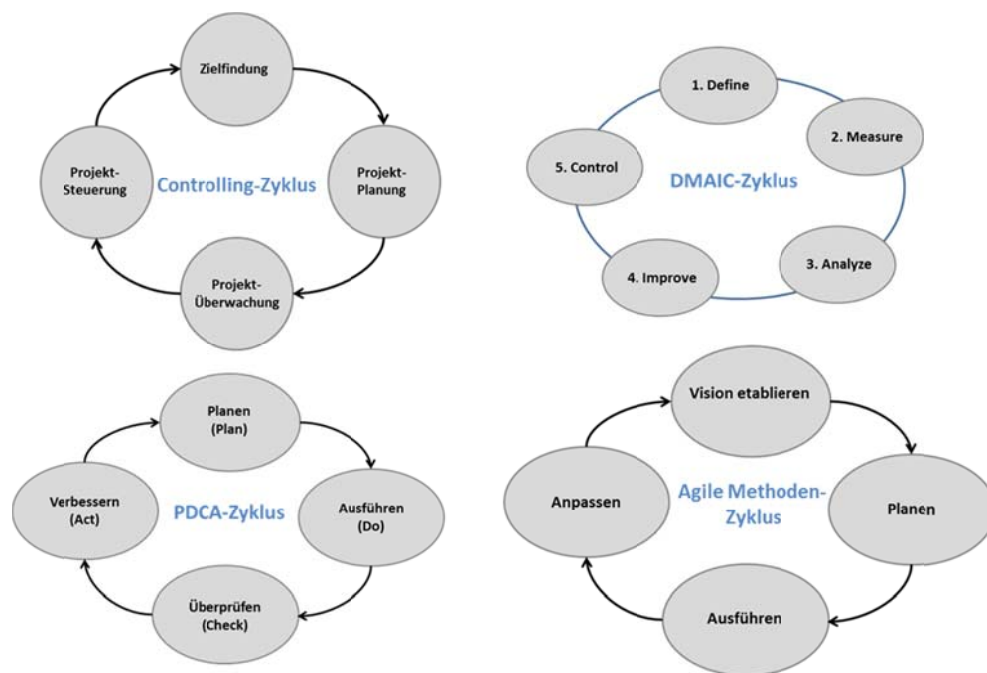 Zielfindung
Projekt-
Steuerung
Controlling-Zyklus
Projekt-
Planung
Projekt-
Überwachung
1. Define
2. Measure
5. Control
DMAIC-Zyklus
3. Analyze
4. Improve
Planen
(Plan)
Verbessern
(Act)
PDCA-Zyklus
Ausführen
(Do)
Überprüfen
(Check)
Vision etablieren
Anpassen
Agile Methoden-
Zyklus
Planen
Ausführen